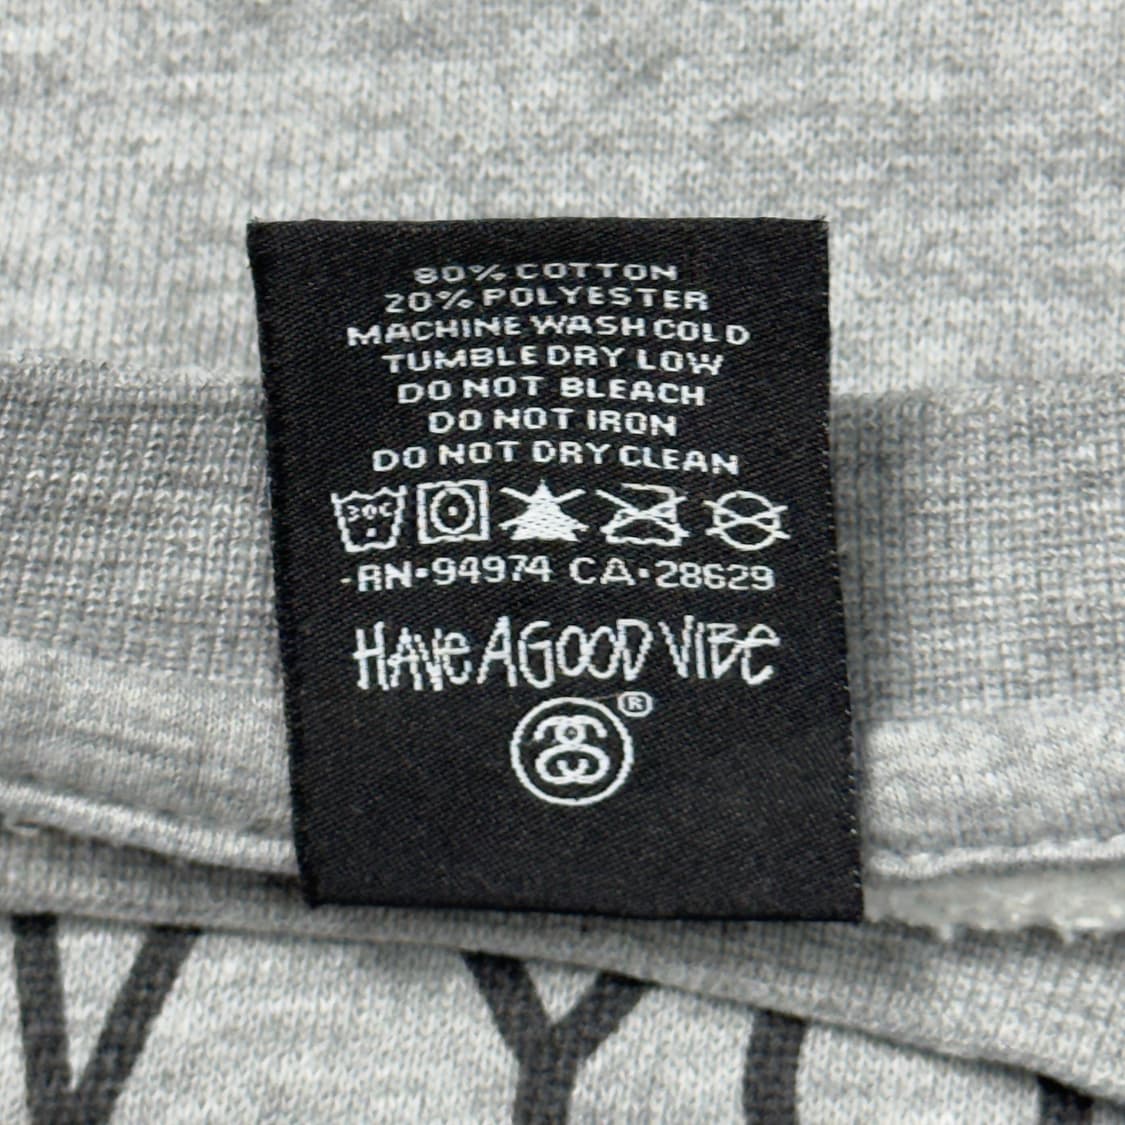 80% COTTON
20% POLYESTER
MACHINE WASH COLD
TUMBLE DRY LOW
DO NOT BLEACH
DO NOT IRON
DO NOT DRY CLEAN
30C
-RN•94974 CA•28629
HAVE A GOOD VIBE
®